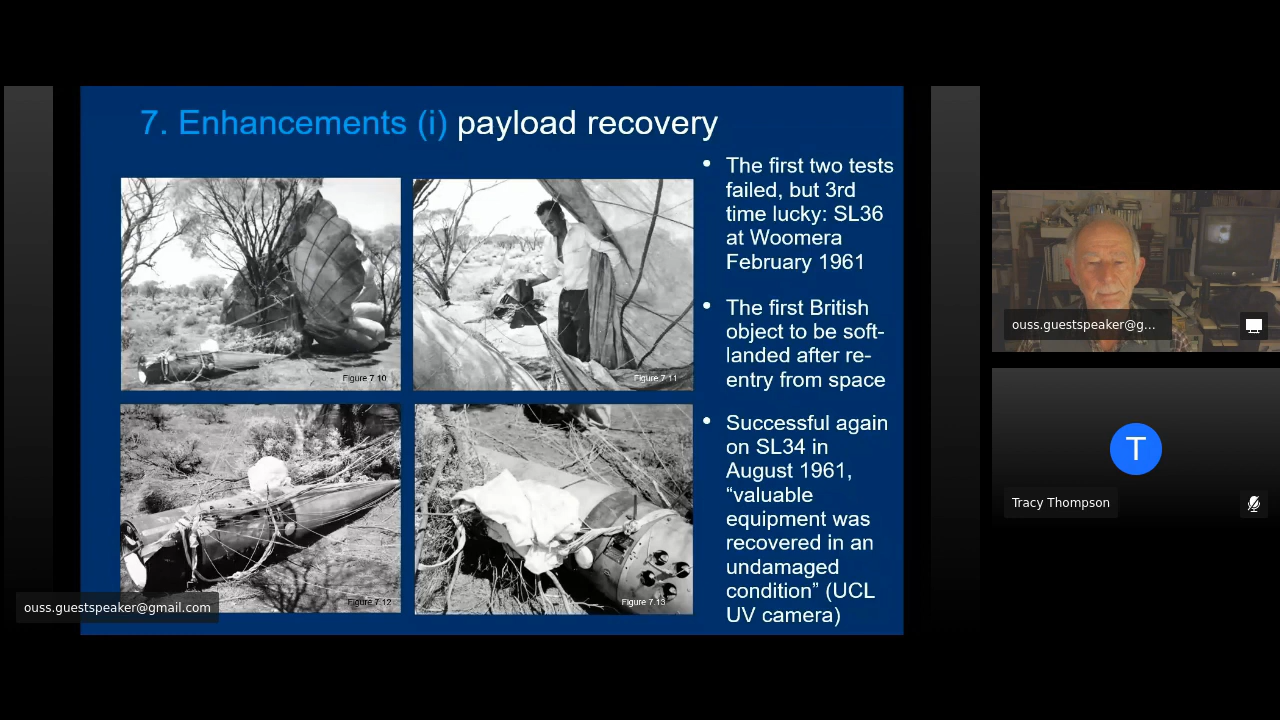 7. Enhancements (i) payload recovery
• The first two tests
failed, but 3rd
time lucky: SL36
at Woomera
February 1961
• The first British
object to be soft-
landed after re-
entry from space
• Successful again
on SL34 in
August 1961,
“valuable
equipment was
recovered in an
undamaged
condition” (UCL
UV camera)
Figure 7.10
Figure 7.11
Figure 7.12
Figure 7.13
ouss.guestspeaker@gmail.com
ouss.guestspeaker@g...
T
Tracy Thompson